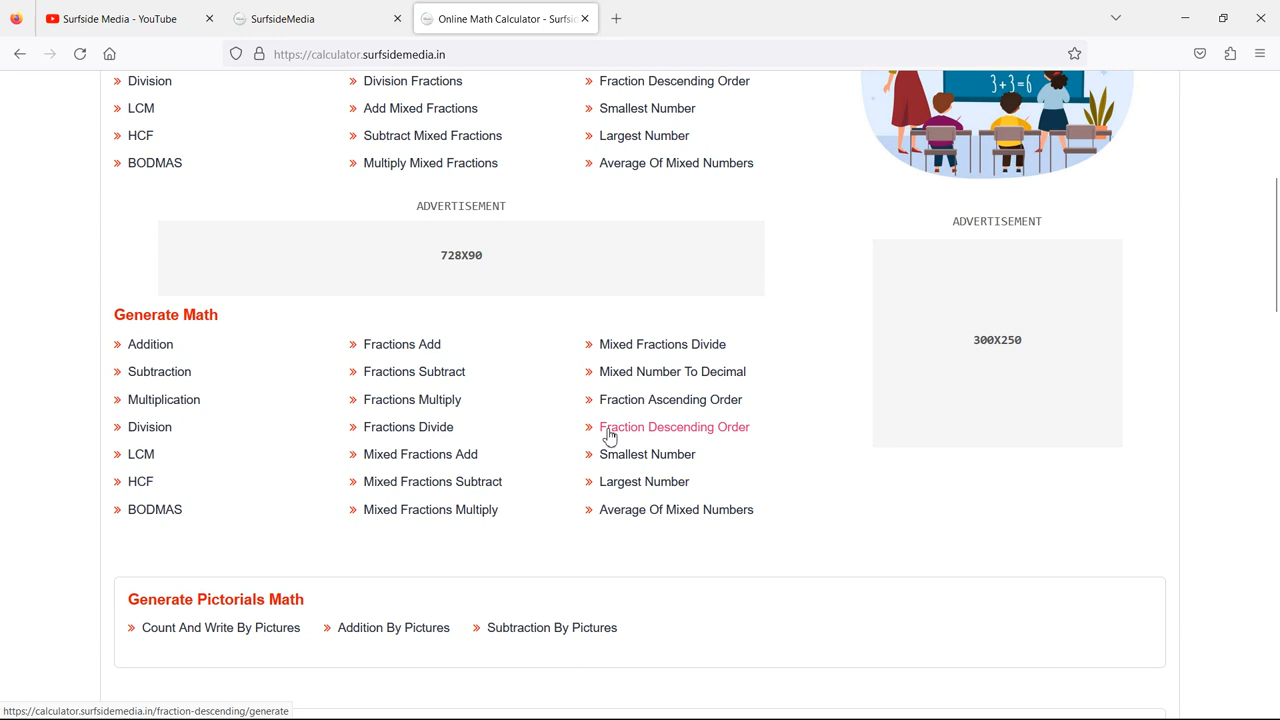 Surfside Media - YouTube
SurfsideMedia
Online Math Calculator - Surfsi
https://calculator.surfsidemedia.in
Division
Division Fractions
Fraction Descending Order
LCM
Add Mixed Fractions
Smallest Number
HCF
Subtract Mixed Fractions
Largest Number
BODMAS
Multiply Mixed Fractions
Average Of Mixed Numbers
3+3=6
ADVERTISEMENT
728X90
ADVERTISEMENT
300X250
Generate Math
Addition
Fractions Add
Mixed Fractions Divide
Subtraction
Fractions Subtract
Mixed Number To Decimal
Multiplication
Fractions Multiply
Fraction Ascending Order
Division
Fractions Divide
Fraction Descending Order
LCM
Mixed Fractions Add
Smallest Number
HCF
Mixed Fractions Subtract
Largest Number
BODMAS
Mixed Fractions Multiply
Average Of Mixed Numbers
Generate Pictorials Math
Count And Write By Pictures
Addition By Pictures
Subtraction By Pictures
https://calculator.surfsidemedia.in/fraction-descending/generate